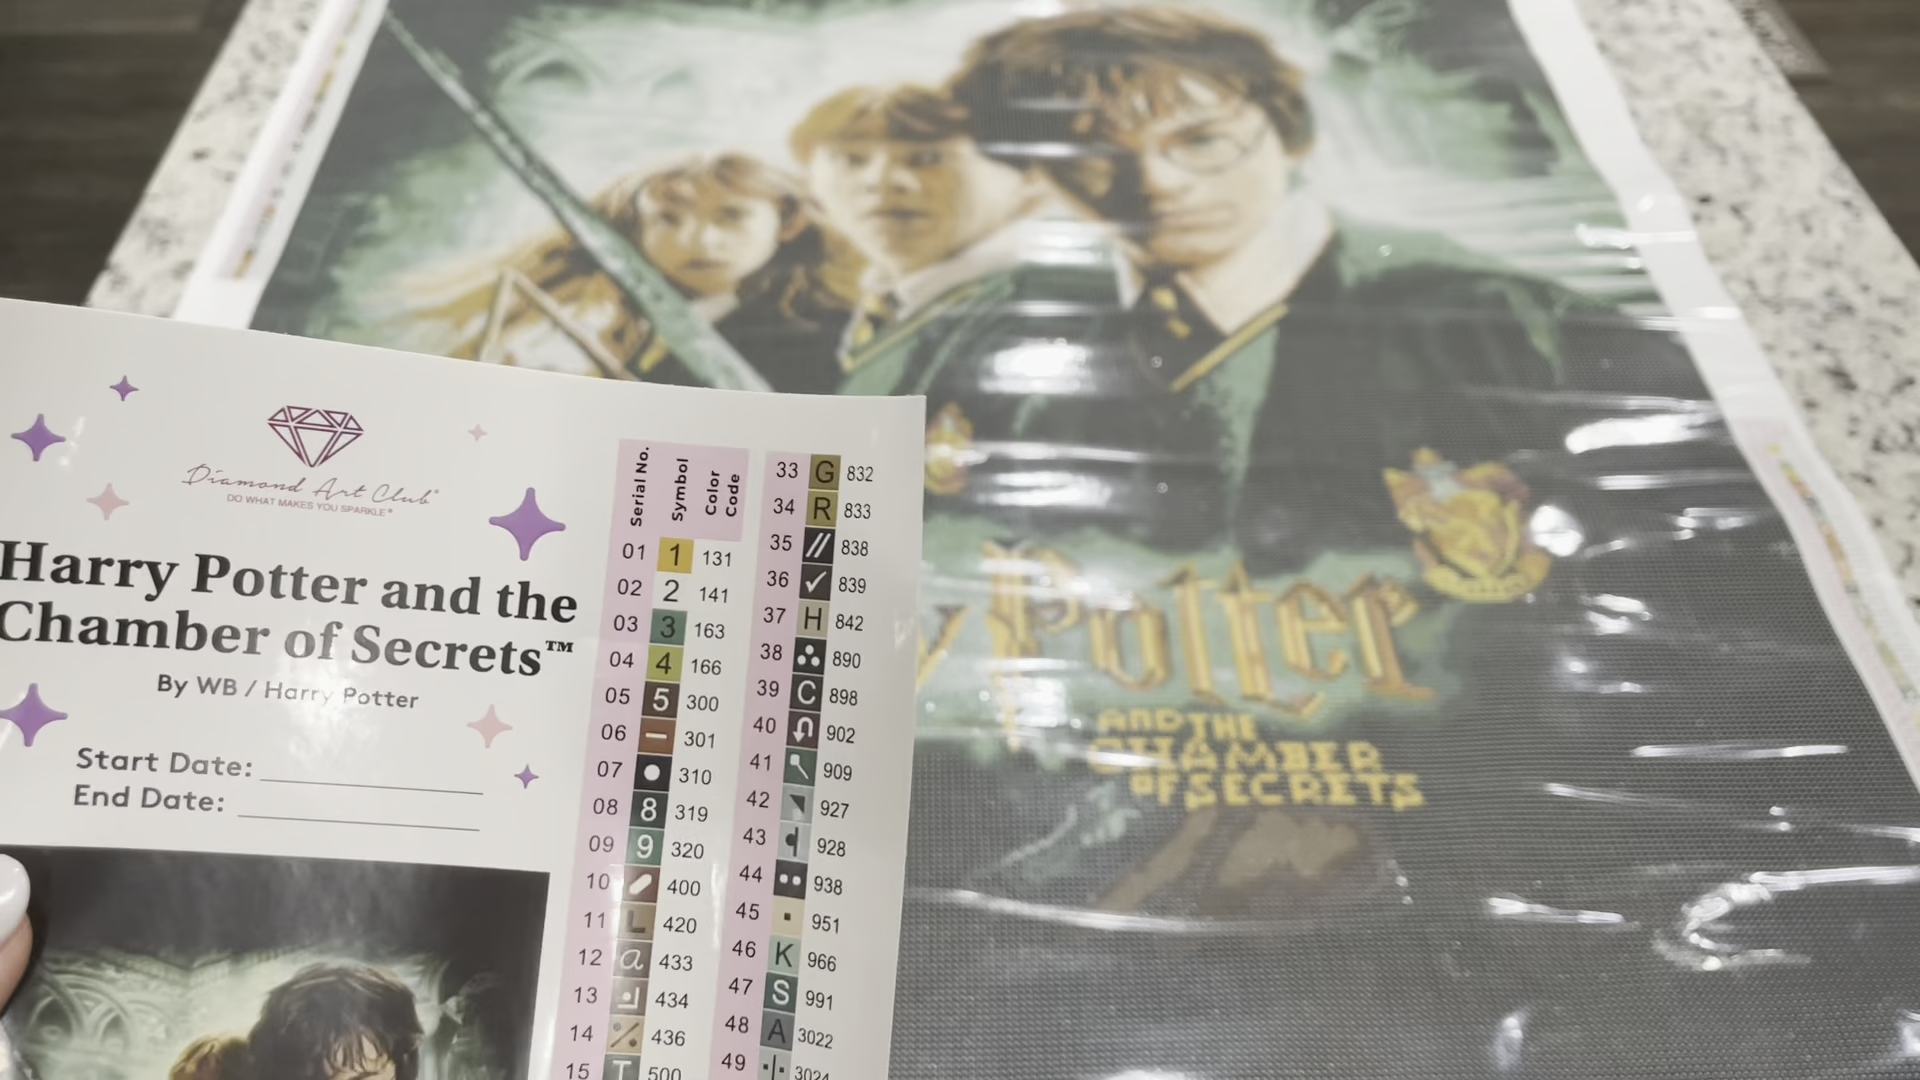 Diamond Art Club®
DO WHAT MAKES YOU SPARKLE®
Harry Potter and the
Chamber of Secrets™
By WB / Harry Potter
Start Date:
End Date:
Serial No. Symbol Color Code
01 1 131
02 2 141
03 3 163
04 4 166
05 5 300
06 – 301
07 ● 310
08 8 319
09 9 320
10 400
11 L 420
12 a 433
13 434
14 436
15 T 500
33 G 832
34 R 833
35 // 838
36 ✓ 839
37 H 842
38 890
39 C 898
40 902
41 909
42 927
43 928
44 •• 938
45 ▪ 951
46 K 966
47 S 991
48 A 3022
49 3024
y Potter
AND THE
CHAMBER
OF SECRETS